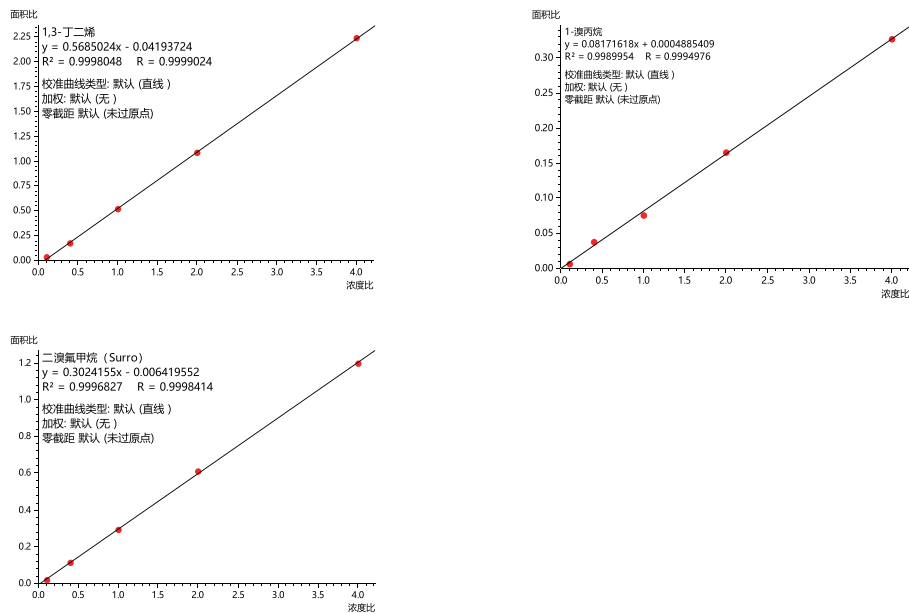 面积比
1,3-丁二烯
y = 0.5685024x - 0.04193724
R² = 0.9998048 R = 0.9999024
校准曲线类型: 默认 (直线 )
加权: 默认 (无 )
零截距 默认 (未过原点)
2.25
2.00
1.75
1.50
1.25
1.00
0.75
0.50
0.25
0.00
0.0 0.5 1.0 1.5 2.0 2.5 3.0 3.5 4.0
浓度比
面积比
1-溴丙烷
y = 0.08171618x + 0.0004885409
R² = 0.9989954 R = 0.9994976
校准曲线类型: 默认 (直线 )
加权: 默认 (无 )
零截距 默认 (未过原点)
0.30
0.25
0.20
0.15
0.10
0.05
0.00
0.0 0.5 1.0 1.5 2.0 2.5 3.0 3.5 4.0
浓度比
面积比
二溴氟甲烷（Surro）
y = 0.3024155x - 0.006419552
R² = 0.9996827 R = 0.9998414
校准曲线类型: 默认 (直线 )
加权: 默认 (无 )
零截距 默认 (未过原点)
1.2
1.0
0.8
0.6
0.4
0.2
0.0
0.0 0.5 1.0 1.5 2.0 2.5 3.0 3.5 4.0
浓度比